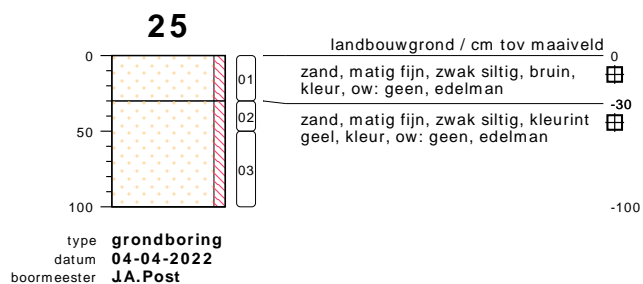 25
landbouwgrond / cm tov maaiveld
0
0
01
zand, matig fijn, zwak siltig, bruin,
kleur, ow: geen, edelman
-30
02
zand, matig fijn, zwak siltig, kleurint
geel, kleur, ow: geen, edelman
50
03
100
-100
type grondboring
datum 04-04-2022
boormeester J.A.Post